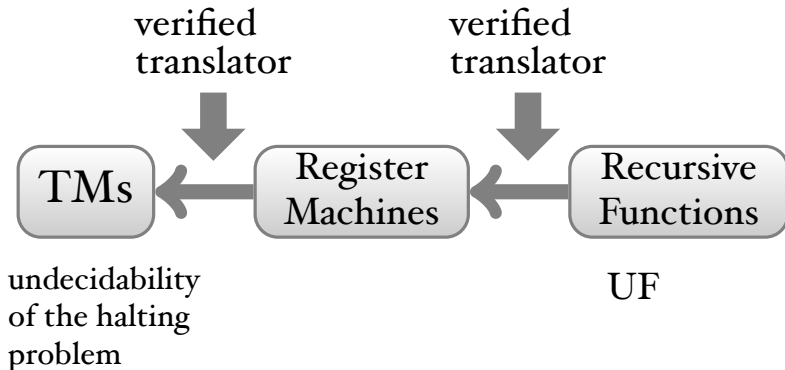 verified
translator
verified
translator
TMs
Register
Machines
Recursive
Functions
undecidability
of the halting
problem
UF